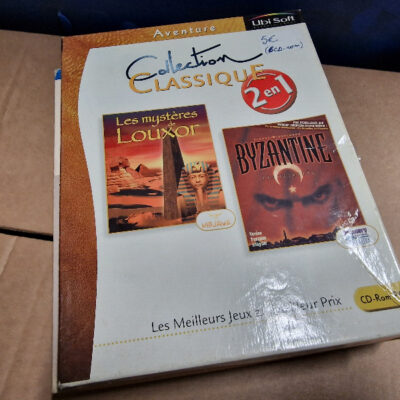 Aventure
Ubi Soft
5€
Collection
CLASSIQUE
2 en 1
Les mystères
de
Louxor
BYZANTINE
Les Meilleurs Jeux
Prix
CD-Rom